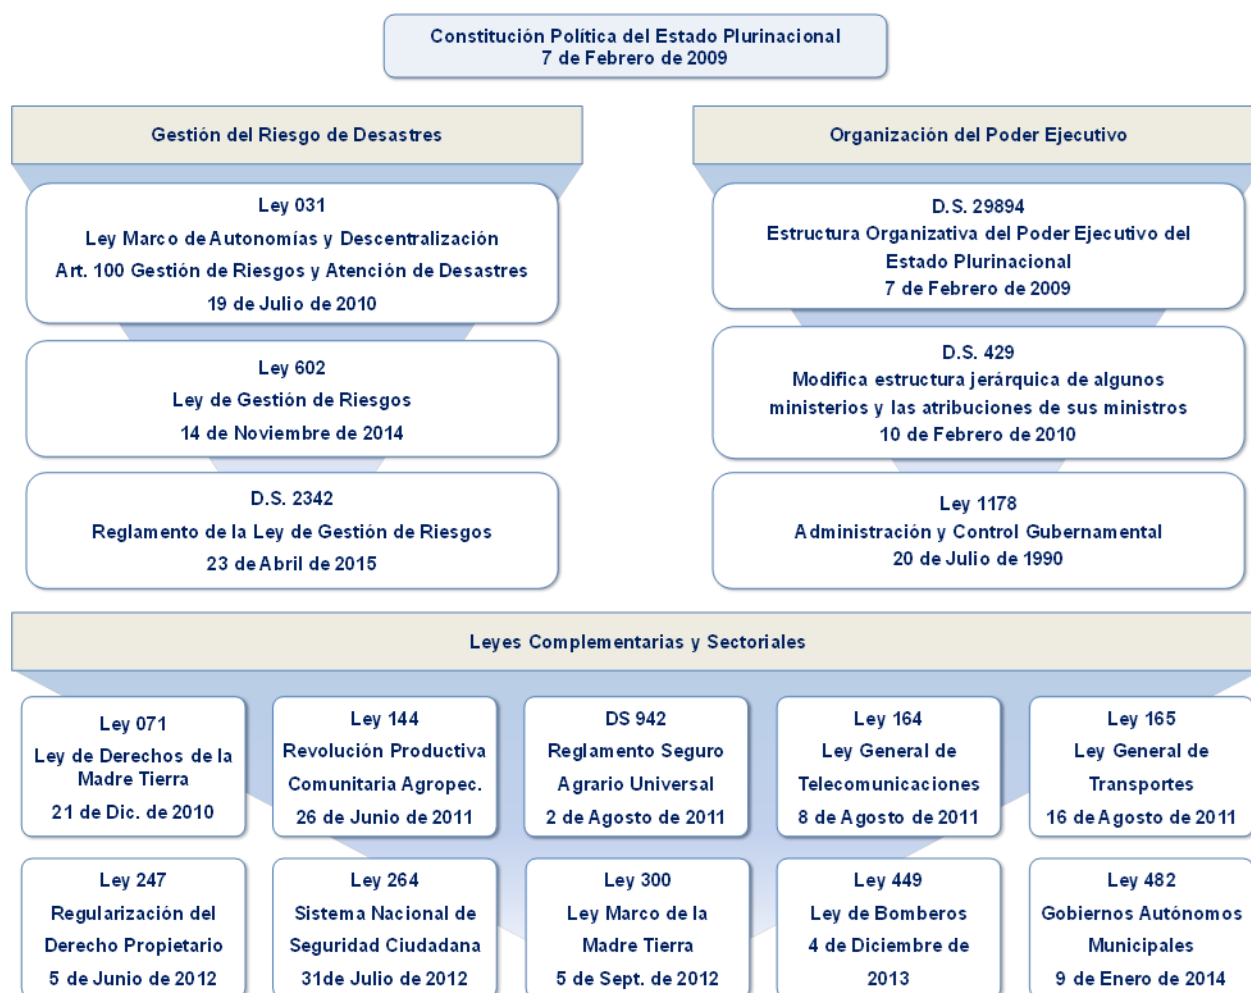 Constitución Política del Estado Plurinacional
7 de Febrero de 2009
Gestión del Riesgo de Desastres
Ley 031
Ley Marco de Autonomías y Descentralización
Art. 100 Gestión de Riesgos y Atención de Desastres
19 de Julio de 2010
Ley 602
Ley de Gestión de Riesgos
14 de Noviembre de 2014
D.S. 2342
Reglamento de la Ley de Gestión de Riesgos
23 de Abril de 2015
Organización del Poder Ejecutivo
D.S. 29894
Estructura Organizativa del Poder Ejecutivo del
Estado Plurinacional
7 de Febrero de 2009
D.S. 429
Modifica estructura jerárquica de algunos
ministerios y las atribuciones de sus ministros
10 de Febrero de 2010
Ley 1178
Administración y Control Gubernamental
20 de Julio de 1990
Leyes Complementarias y Sectoriales
Ley 071
Ley de Derechos de la
Madre Tierra
21 de Dic. de 2010
Ley 144
Revolución Productiva
Comunitaria Agropec.
26 de Junio de 2011
DS 942
Reglamento Seguro
Agrario Universal
2 de Agosto de 2011
Ley 164
Ley General de
Telecomunicaciones
8 de Agosto de 2011
Ley 165
Ley General de
Transportes
16 de Agosto de 2011
Ley 247
Regularización del
Derecho Propietario
5 de Junio de 2012
Ley 264
Sistema Nacional de
Seguridad Ciudadana
31de Julio de 2012
Ley 300
Ley Marco de la
Madre Tierra
5 de Sept. de 2012
Ley 449
Ley de Bomberos
4 de Diciembre de
2013
Ley 482
Gobiernos Autónomos
Municipales
9 de Enero de 2014